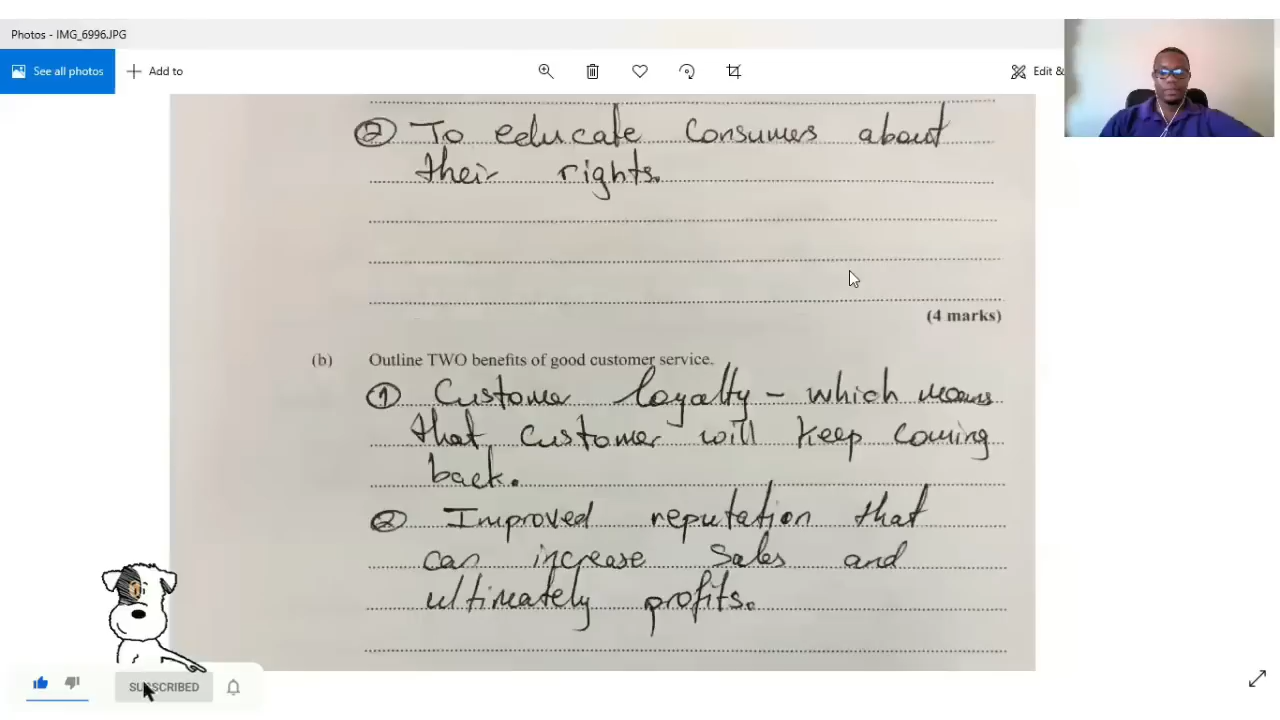 Photos - IMG_6996.JPG
See all photos
Add to
Edit &
② To educate Consumers about
their rights.
(4 marks)
(b) Outline TWO benefits of good customer service.
① Customer loyalty - which means
that customer will keep coming
back.
② Improved reputation that
can increase Sales and
ultimately profits.
SUBSCRIBED